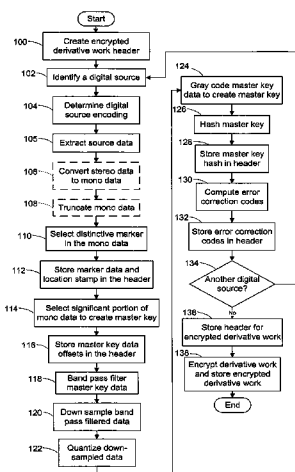 Start
100
Create encrypted
derivative work header
102
Identify a digital source
104
Determine digital
source encoding
105
Extract source data
106
Convert stereo data
to mono data
108
Truncate mono data
110
Select distinctive marker
in the mono data
112
Store marker data and
location stamp in the header
114
Select significant portion of
mono data to create master key
116
Store master key data
offsets in the header
118
Band pass filter
master key data
120
Down sample band
pass filtered data
122
Quantize down-
sampled data
124
Gray code master key
data to create master key
126
Hash master key
128
Store master key
hash in header
130
Compute error
correction codes
132
Store error correction
codes in header
134
Another digital
source?
No
136
Store header for
encrypted derivative work
138
Encrypt derivative work
and store encrypted
derivative work
End